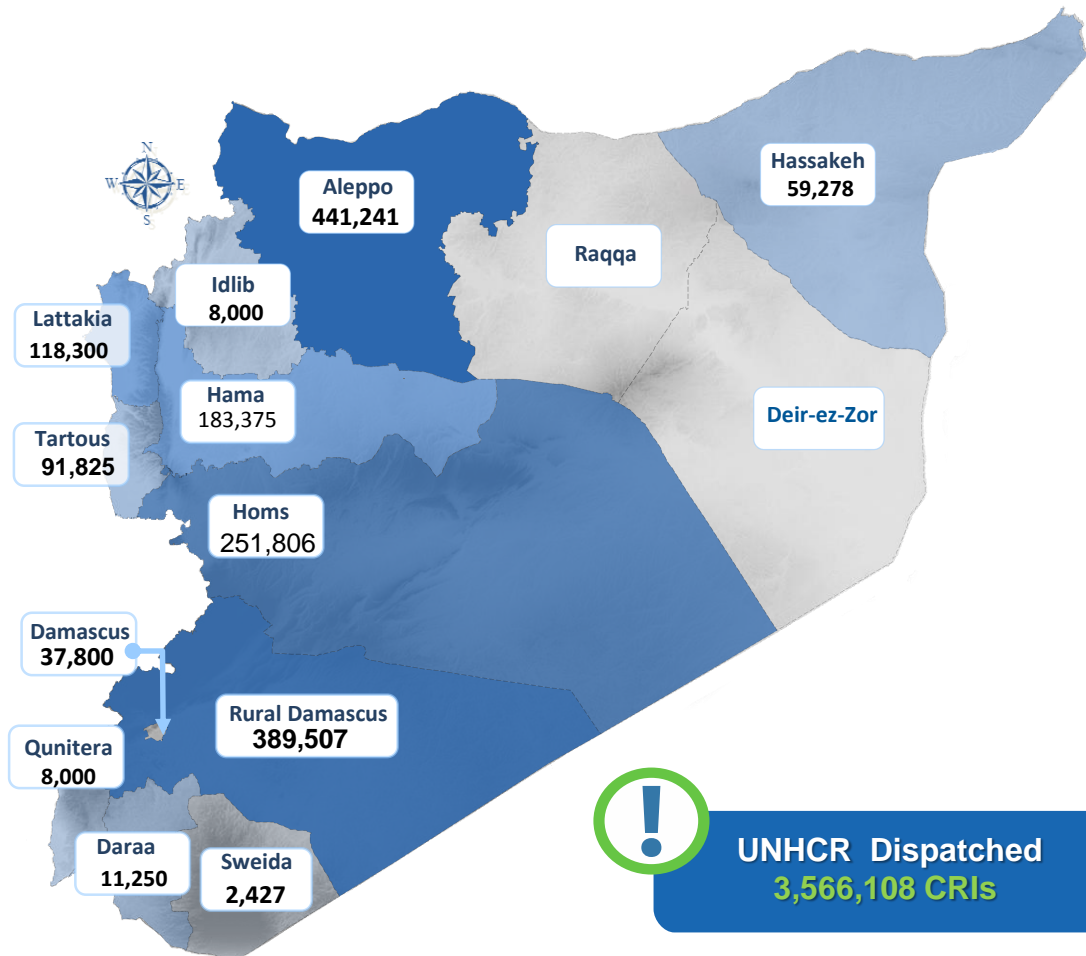 N
W E
S
Aleppo
441,241
Hassakeh
59,278
Raqqa
Idlib
8,000
Lattakia
118,300
Hama
183,375
Deir-ez-Zor
Tartous
91,825
Homs
251,806
Damascus
37,800
Rural Damascus
389,507
Qunitera
8,000
Daraa
11,250
Sweida
2,427
!
UNHCR Dispatched
3,566,108 CRIs